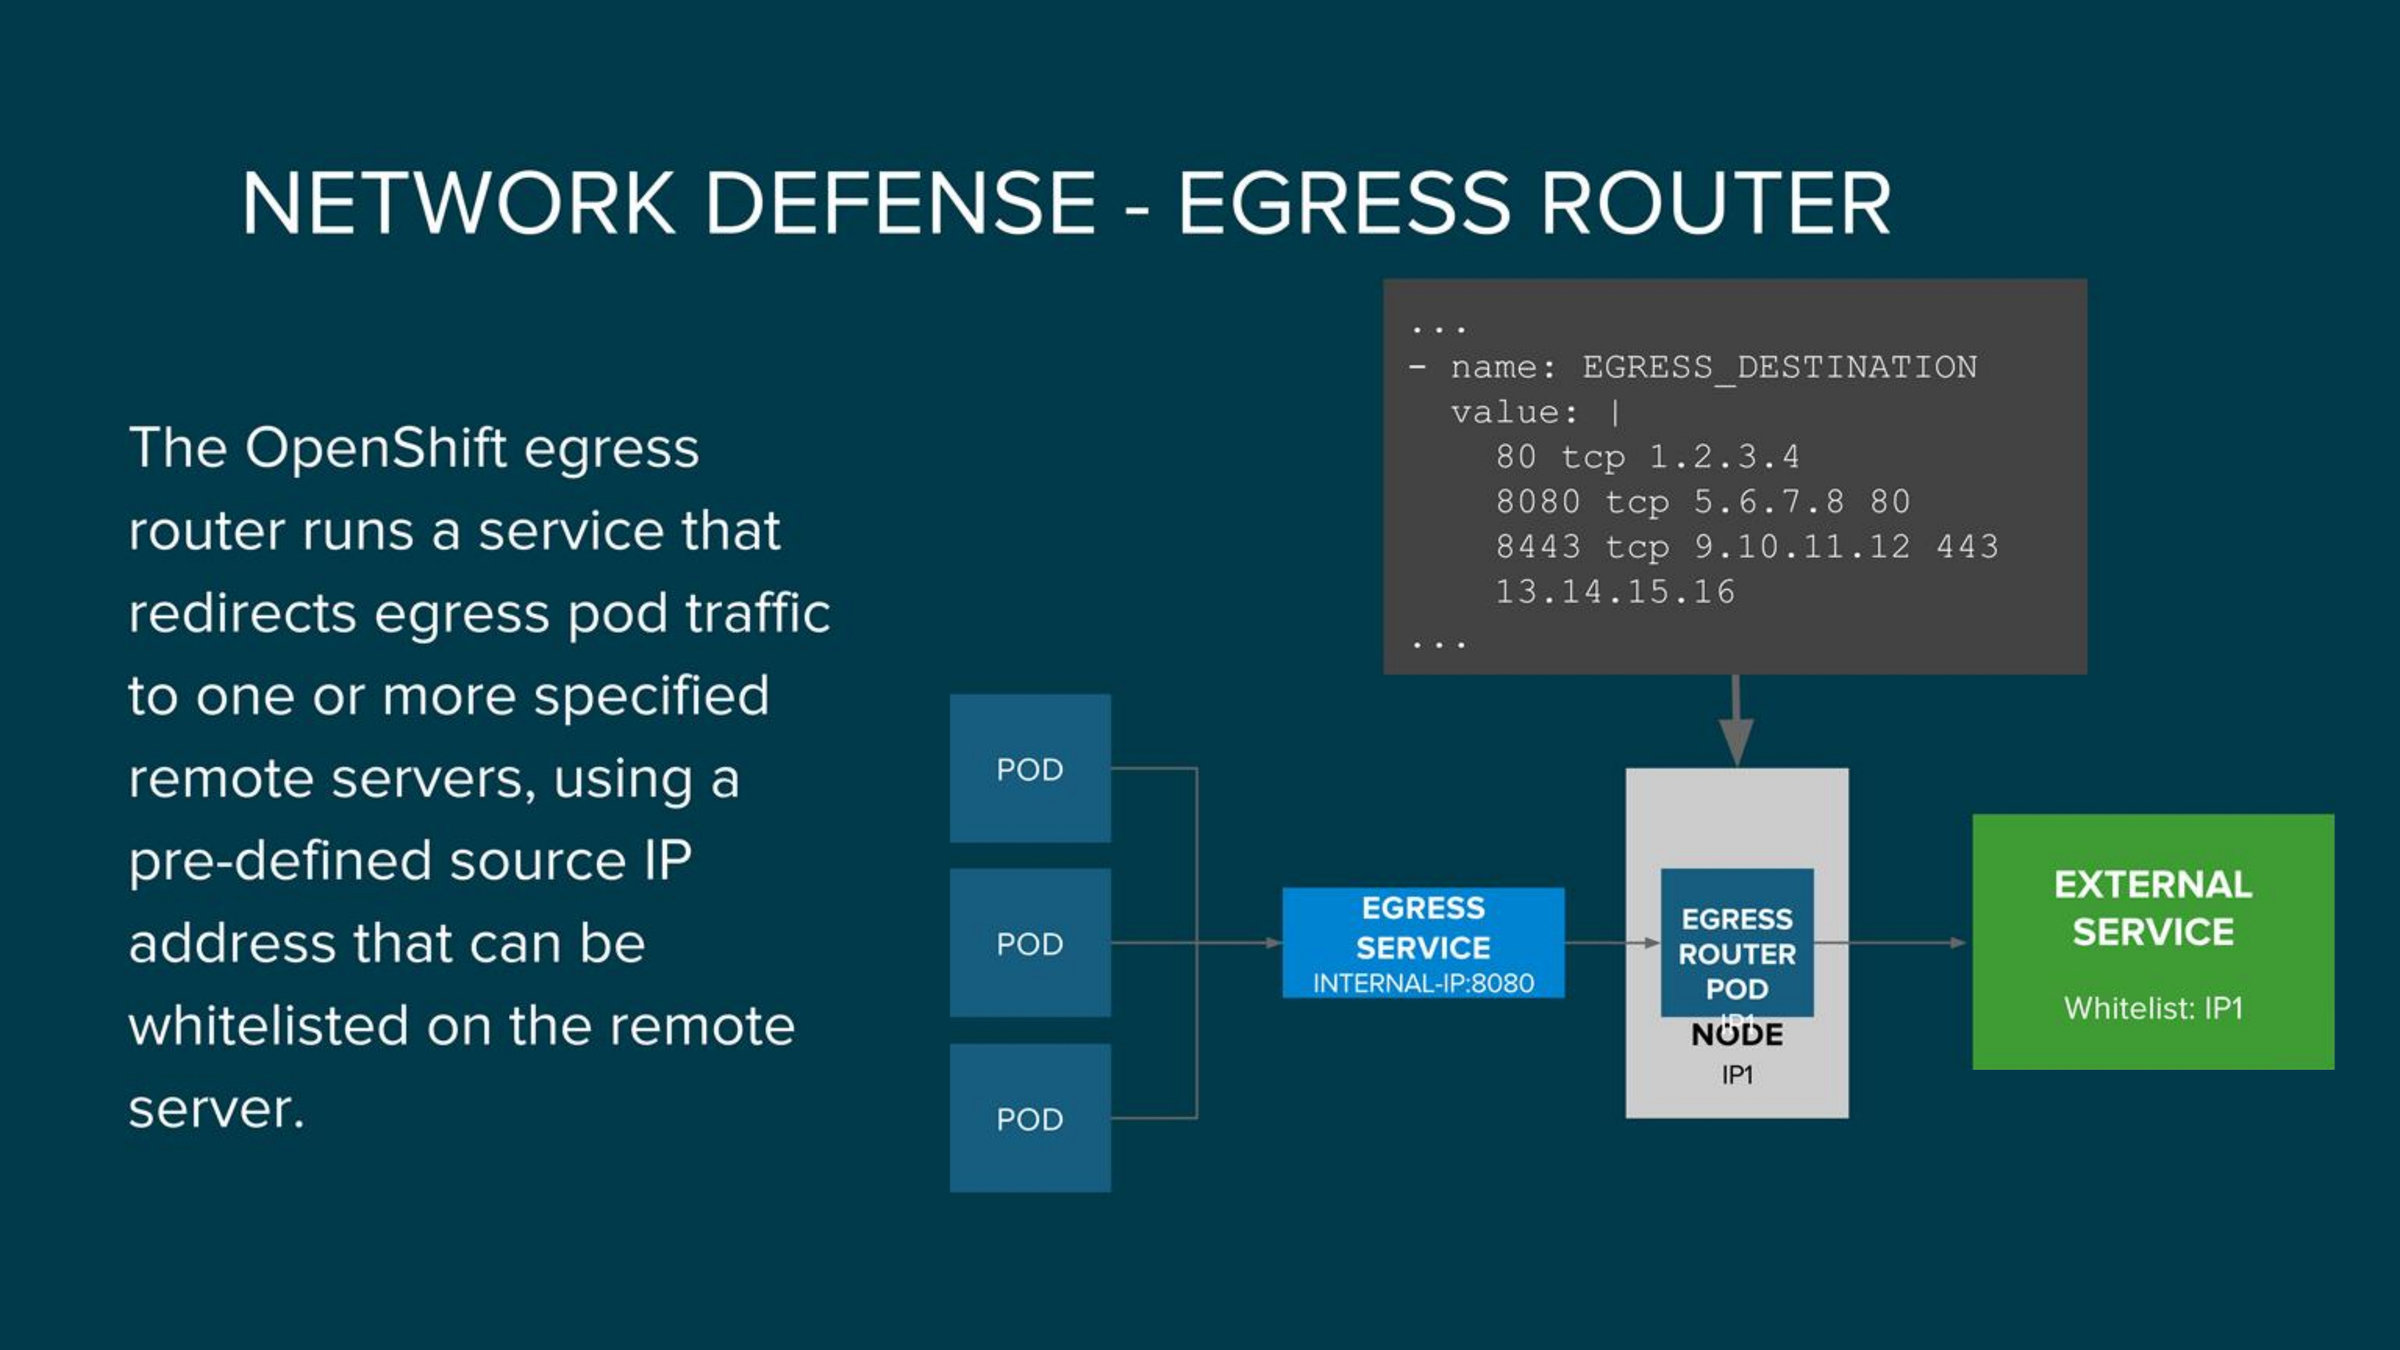 NETWORK DEFENSE - EGRESS ROUTER
The OpenShift egress
router runs a service that
redirects egress pod traffic
to one or more specified
remote servers, using a
pre-defined source IP
address that can be
whitelisted on the remote
server.
...
- name: EGRESS_DESTINATION
value: |
80 tcp 1.2.3.4
8080 tcp 5.6.7.8 80
8443 tcp 9.10.11.12 443
13.14.15.16
...
POD
POD
POD
EGRESS
SERVICE
INTERNAL-IP:8080
EGRESS
ROUTER
POD
IP1
NODE
IP1
EXTERNAL
SERVICE
Whitelist: IP1